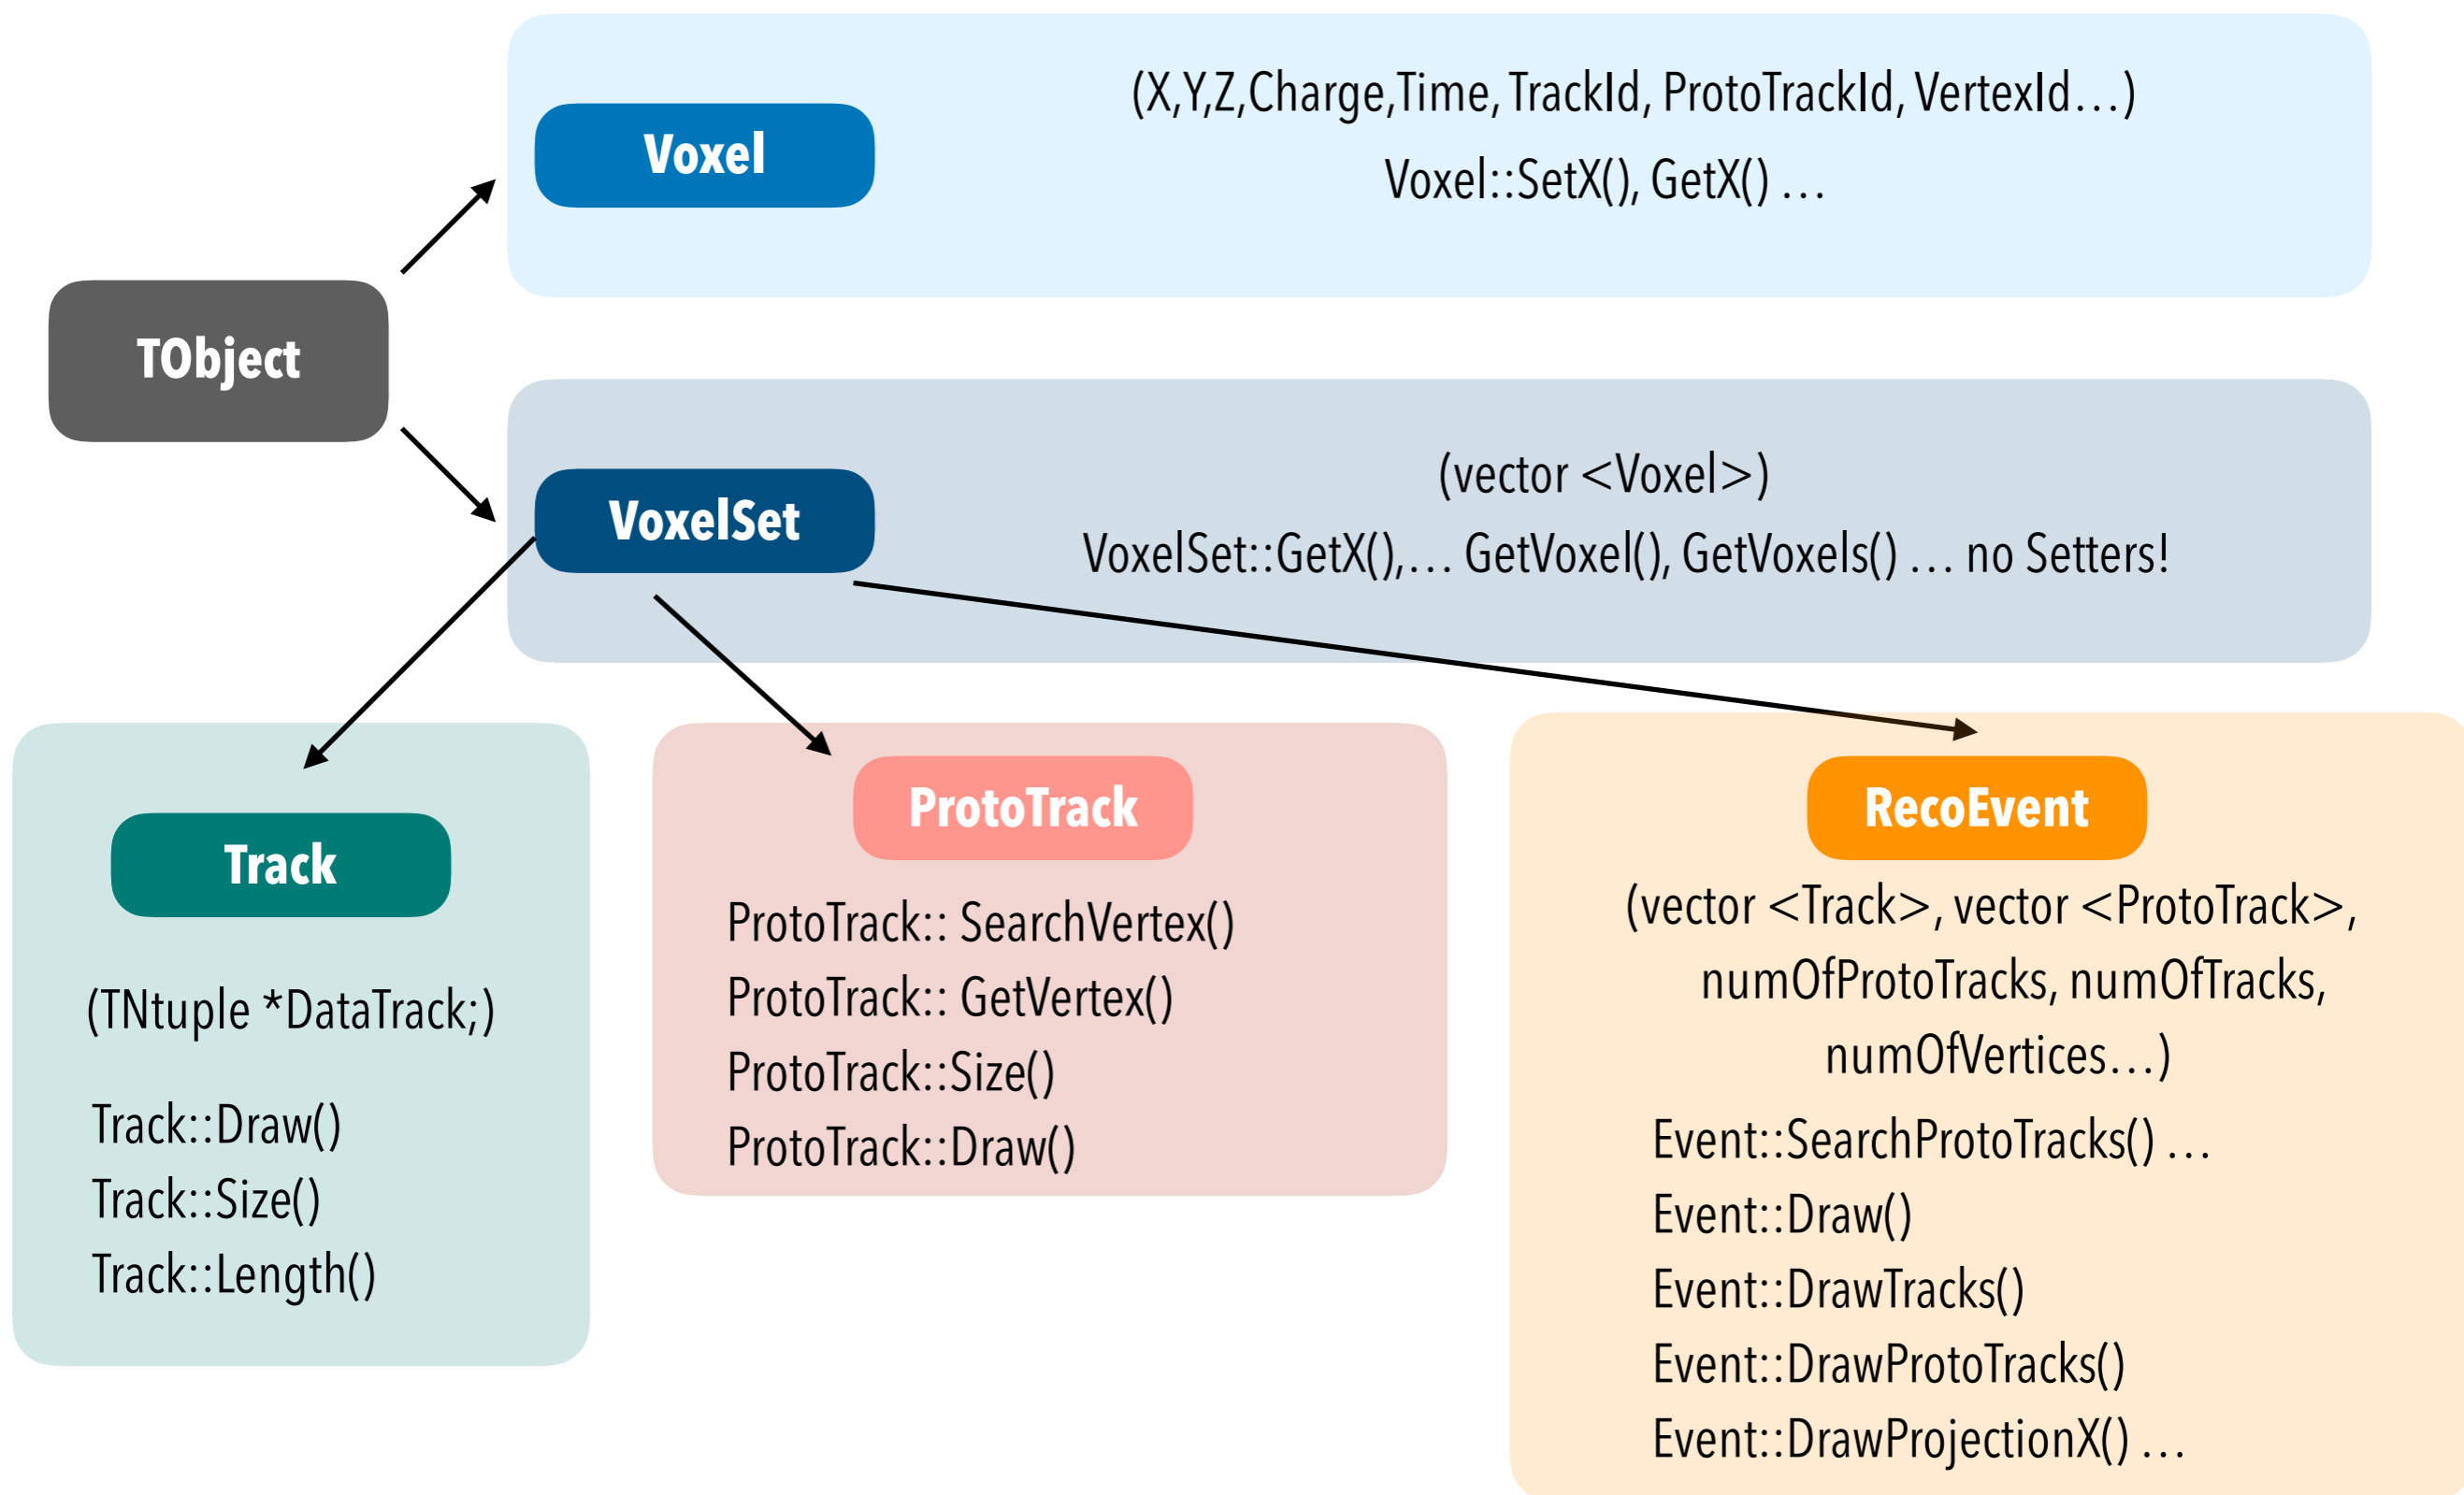 Voxel
(X,Y,Z,Charge,Time, TrackId, ProtoTrackId, VertexId…)
Voxel::SetX(), GetX() …
TObject
VoxelSet
(vector <Voxel>)
VoxelSet::GetX(),… GetVoxel(), GetVoxels() … no Setters!
Track
(TNtuple *DataTrack;)
Track::Draw()
Track::Size()
Track::Length()
ProtoTrack
ProtoTrack:: SearchVertex()
ProtoTrack:: GetVertex()
ProtoTrack::Size()
ProtoTrack::Draw()
RecoEvent
(vector <Track>, vector <ProtoTrack>,
numOfProtoTracks, numOfTracks,
numOfVertices…)
Event::SearchProtoTracks() …
Event::Draw()
Event::DrawTracks()
Event::DrawProtoTracks()
Event::DrawProjectionX() …